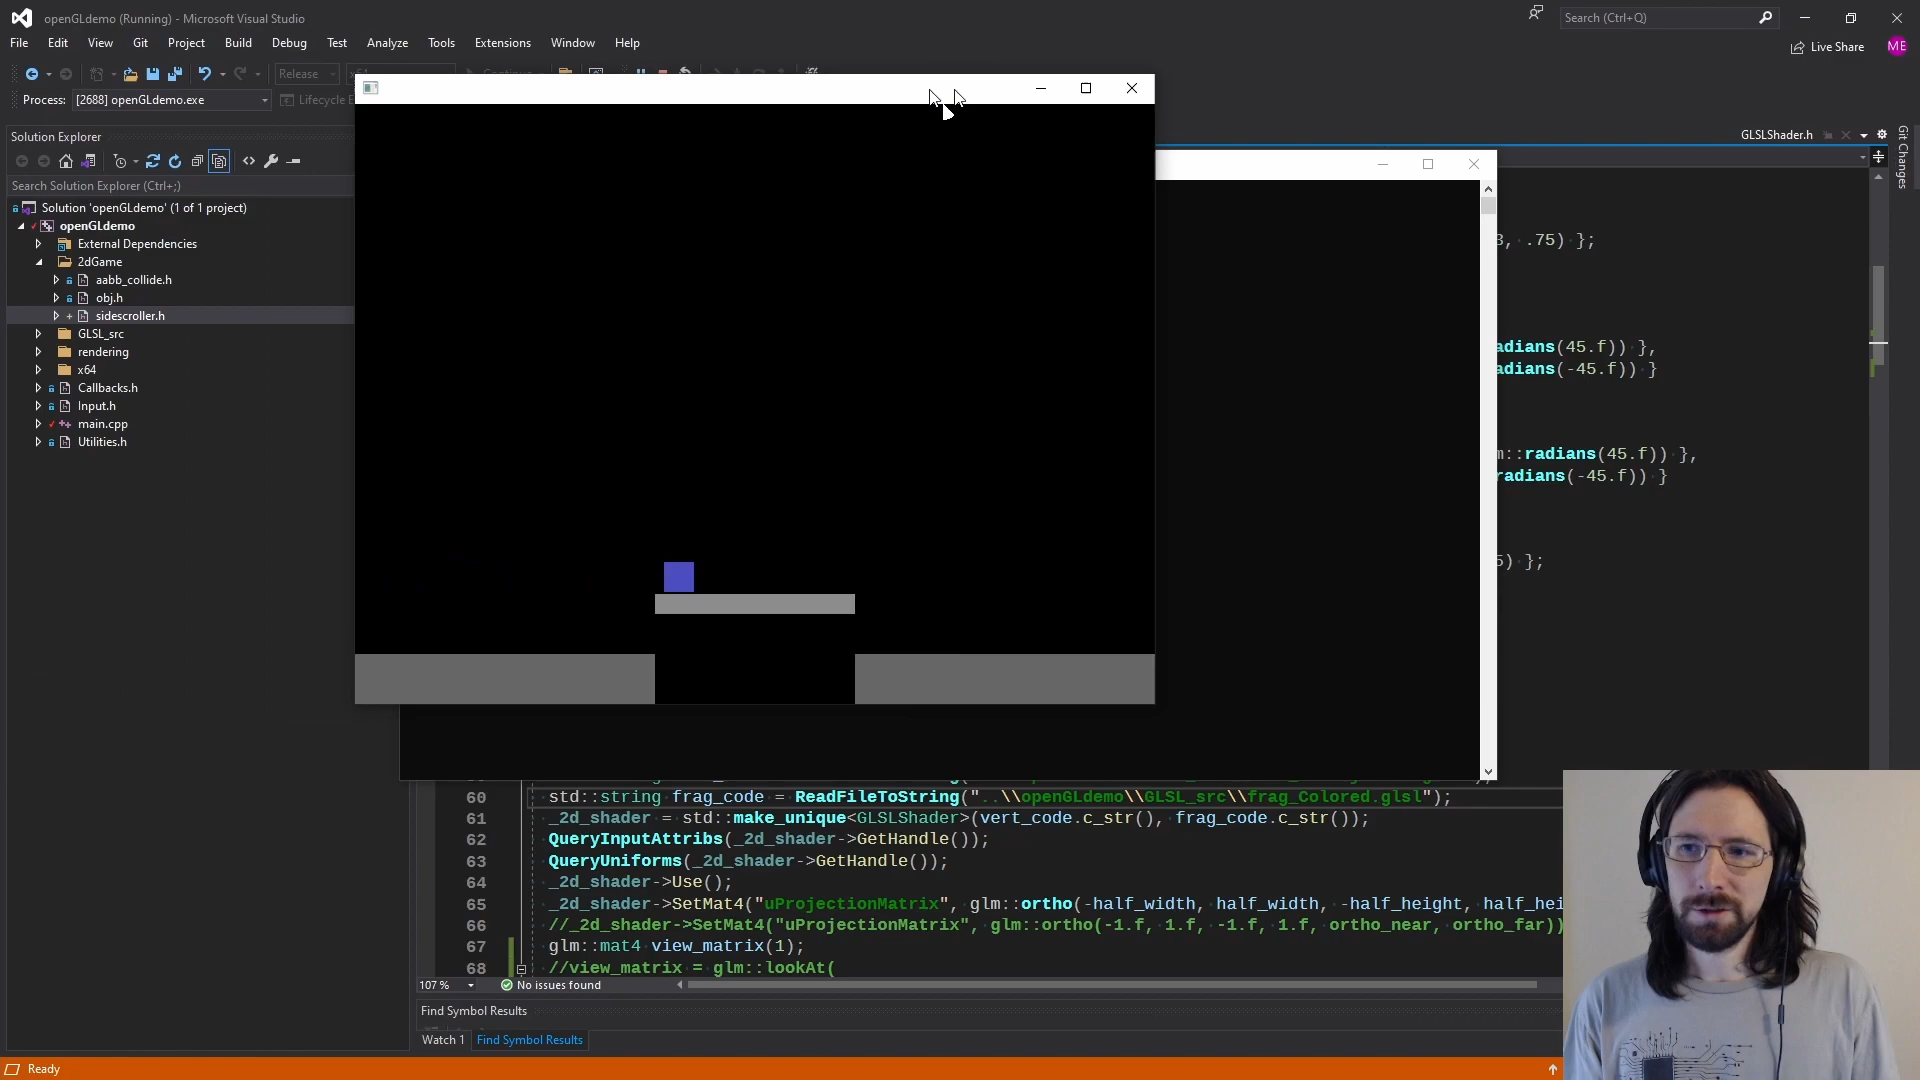 openGLdemo (Running) - Microsoft Visual Studio
Search (Ctrl+Q)
File Edit View Git Project Build Debug Test Analyze Tools Extensions Window Help
Live Share
ME
Release
Process: [2688] openGLdemo.exe
Lifecycle E
Solution Explorer
GLSLShader.h
Git Changes
Search Solution Explorer (Ctrl+;)
Solution 'openGLdemo' (1 of 1 project)
openGLdemo
External Dependencies
2dGame
aabb_collide.h
obj.h
sidescroller.h
GLSL_src
rendering
x64
Callbacks.h
Input.h
main.cpp
Utilities.h
, .75) };
adians(45.f)) },
adians(-45.f)) }
::radians(45.f)) },
radians(-45.f)) }
) };
60 std::string frag_code = ReadFileToString("..\\openGLdemo\\GLSL_src\\frag_Colored.glsl");
61 _2d_shader = std::make_unique<GLSLShader>(vert_code.c_str(), frag_code.c_str());
62 QueryInputAttribs(_2d_shader->GetHandle());
63 QueryUniforms(_2d_shader->GetHandle());
64 _2d_shader->Use();
65 _2d_shader->SetMat4("uProjectionMatrix", glm::ortho(-half_width, half_width, -half_height, half_hei
66 //_2d_shader->SetMat4("uProjectionMatrix", glm::ortho(-1.f, 1.f, -1.f, 1.f, ortho_near, ortho_far))
67 glm::mat4 view_matrix(1);
68 //view_matrix = glm::lookAt(
107 % No issues found
Find Symbol Results
Watch 1 Find Symbol Results
Ready